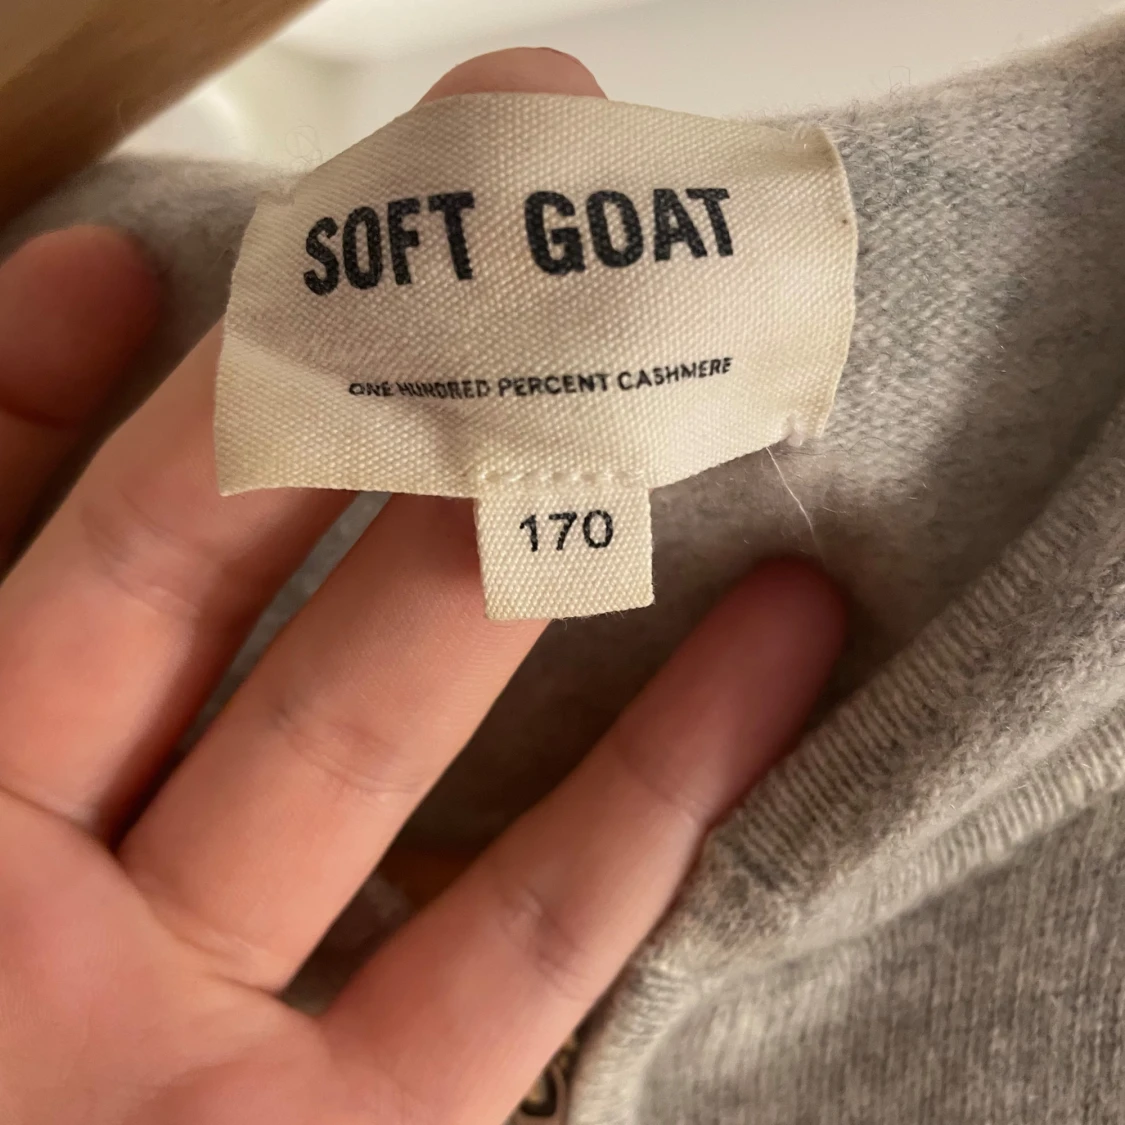 SOFT GOAT
ONE HUNDRED PERCENT CASHMERE
170